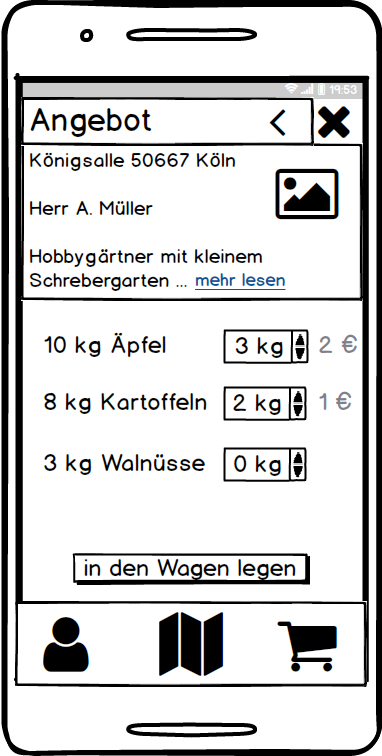 19:53
Angebot
Königsalle 50667 Köln
Herr A. Müller
Hobbygärtner mit kleinem
Schrebergarten ... mehr lesen
10 kg Äpfel 3 kg 2 €
8 kg Kartoffeln 2 kg 1 €
3 kg Walnüsse 0 kg
in den Wagen legen